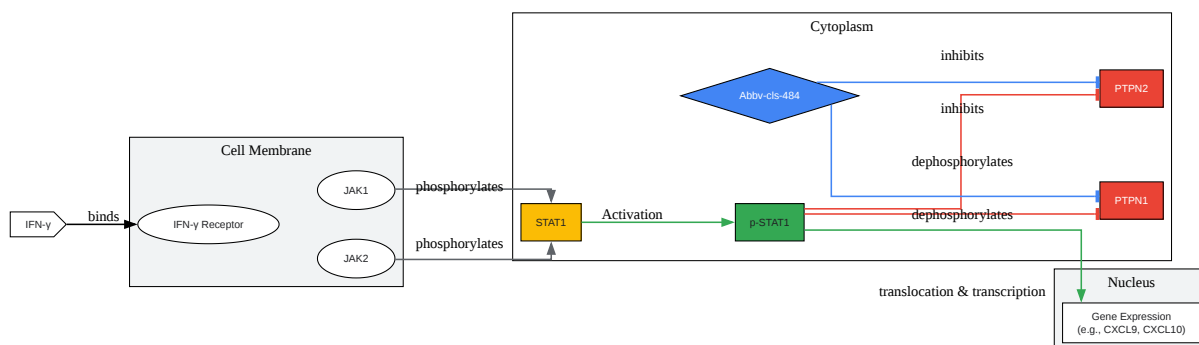 Cytoplasm
inhibits
Abbv-cls-484
PTPN2
inhibits
Cell Membrane
dephosphorylates
JAK1
phosphorylates
PTPN1
IFN-γ
binds
IFN-γ Receptor
STAT1
Activation
p-STAT1
dephosphorylates
JAK2
phosphorylates
translocation & transcription
Nucleus
Gene Expression
(e.g., CXCL9, CXCL10)